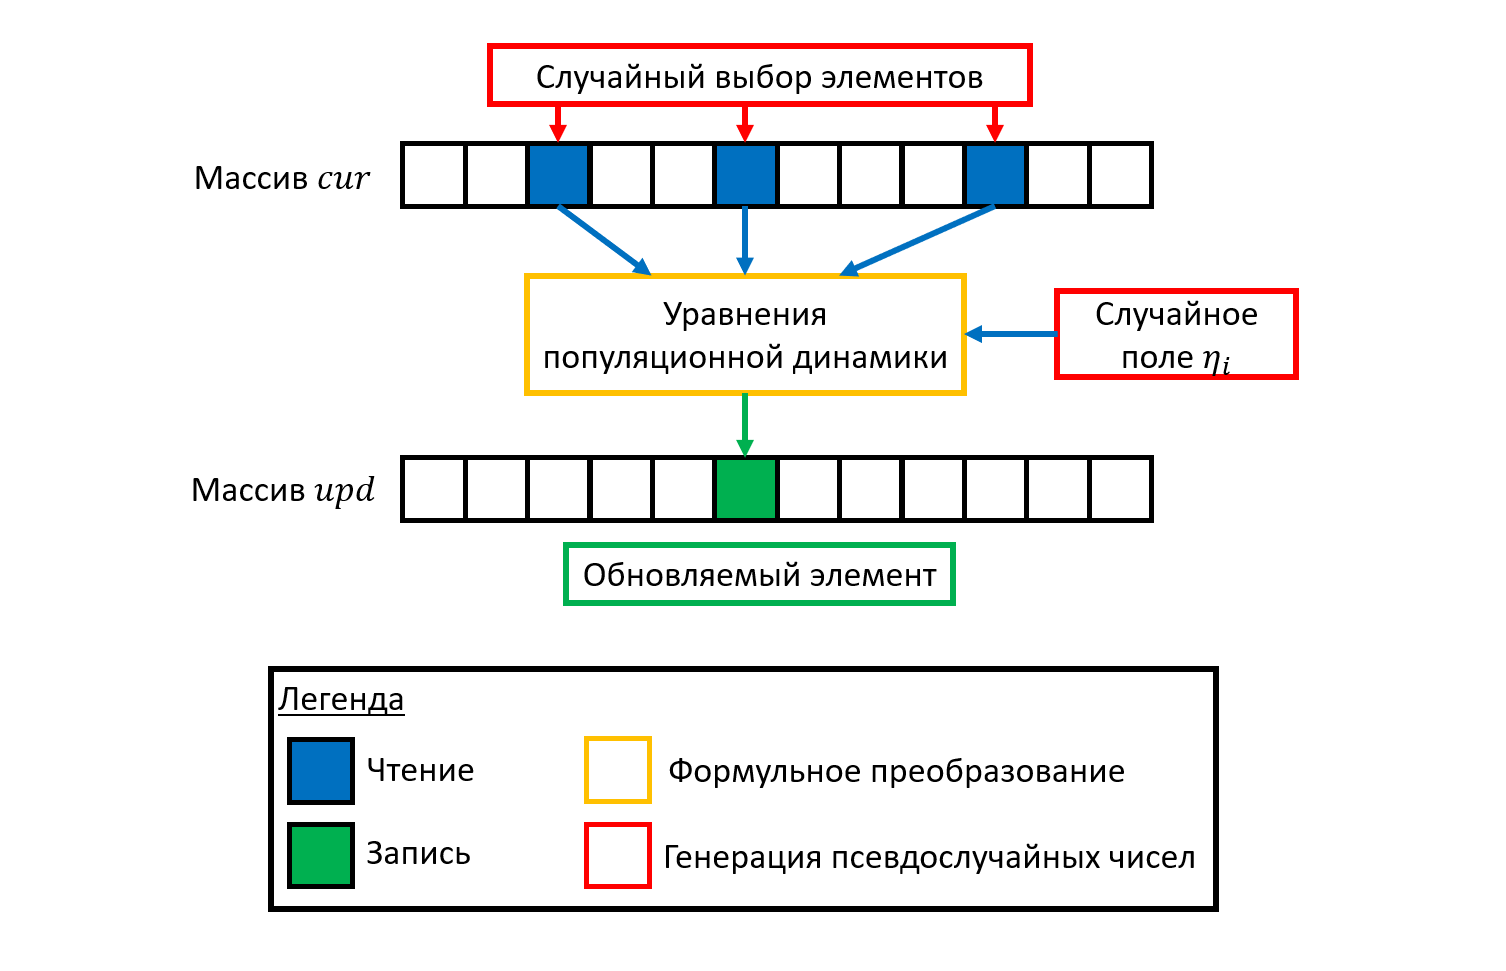 Случайный выбор элементов
Массив cur
Уравнения
популяционной динамики
Случайное
поле ηi
Массив upd
Обновляемый элемент
Легенда
Чтение
Формульное преобразование
Запись
Генерация псевдослучайных чисел